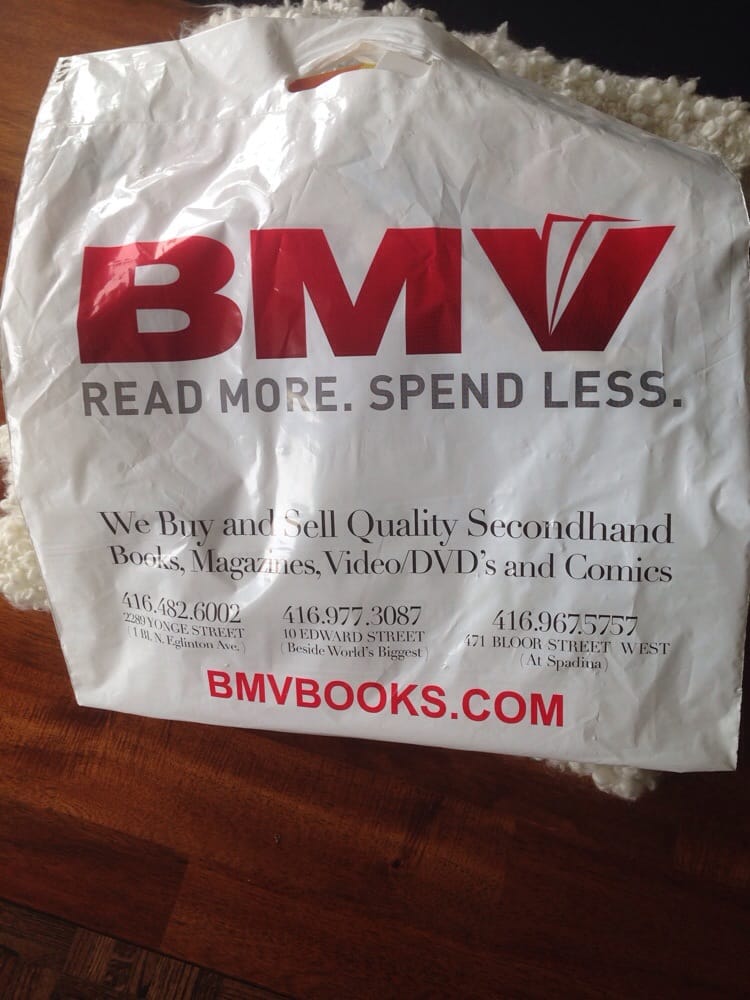 BMV
READ MORE. SPEND LESS.
We Buy and Sell Quality Secondhand
Books, Magazines, Video/DVD's and Comics
416.482.6002
2289 YONGE STREET
(1 Bl. N. Eglinton Ave.)
416.977.3087
10 EDWARD STREET
(Beside World's Biggest)
416.967.5757
471 BLOOR STREET WEST
(At Spadina)
BMVBOOKS.COM